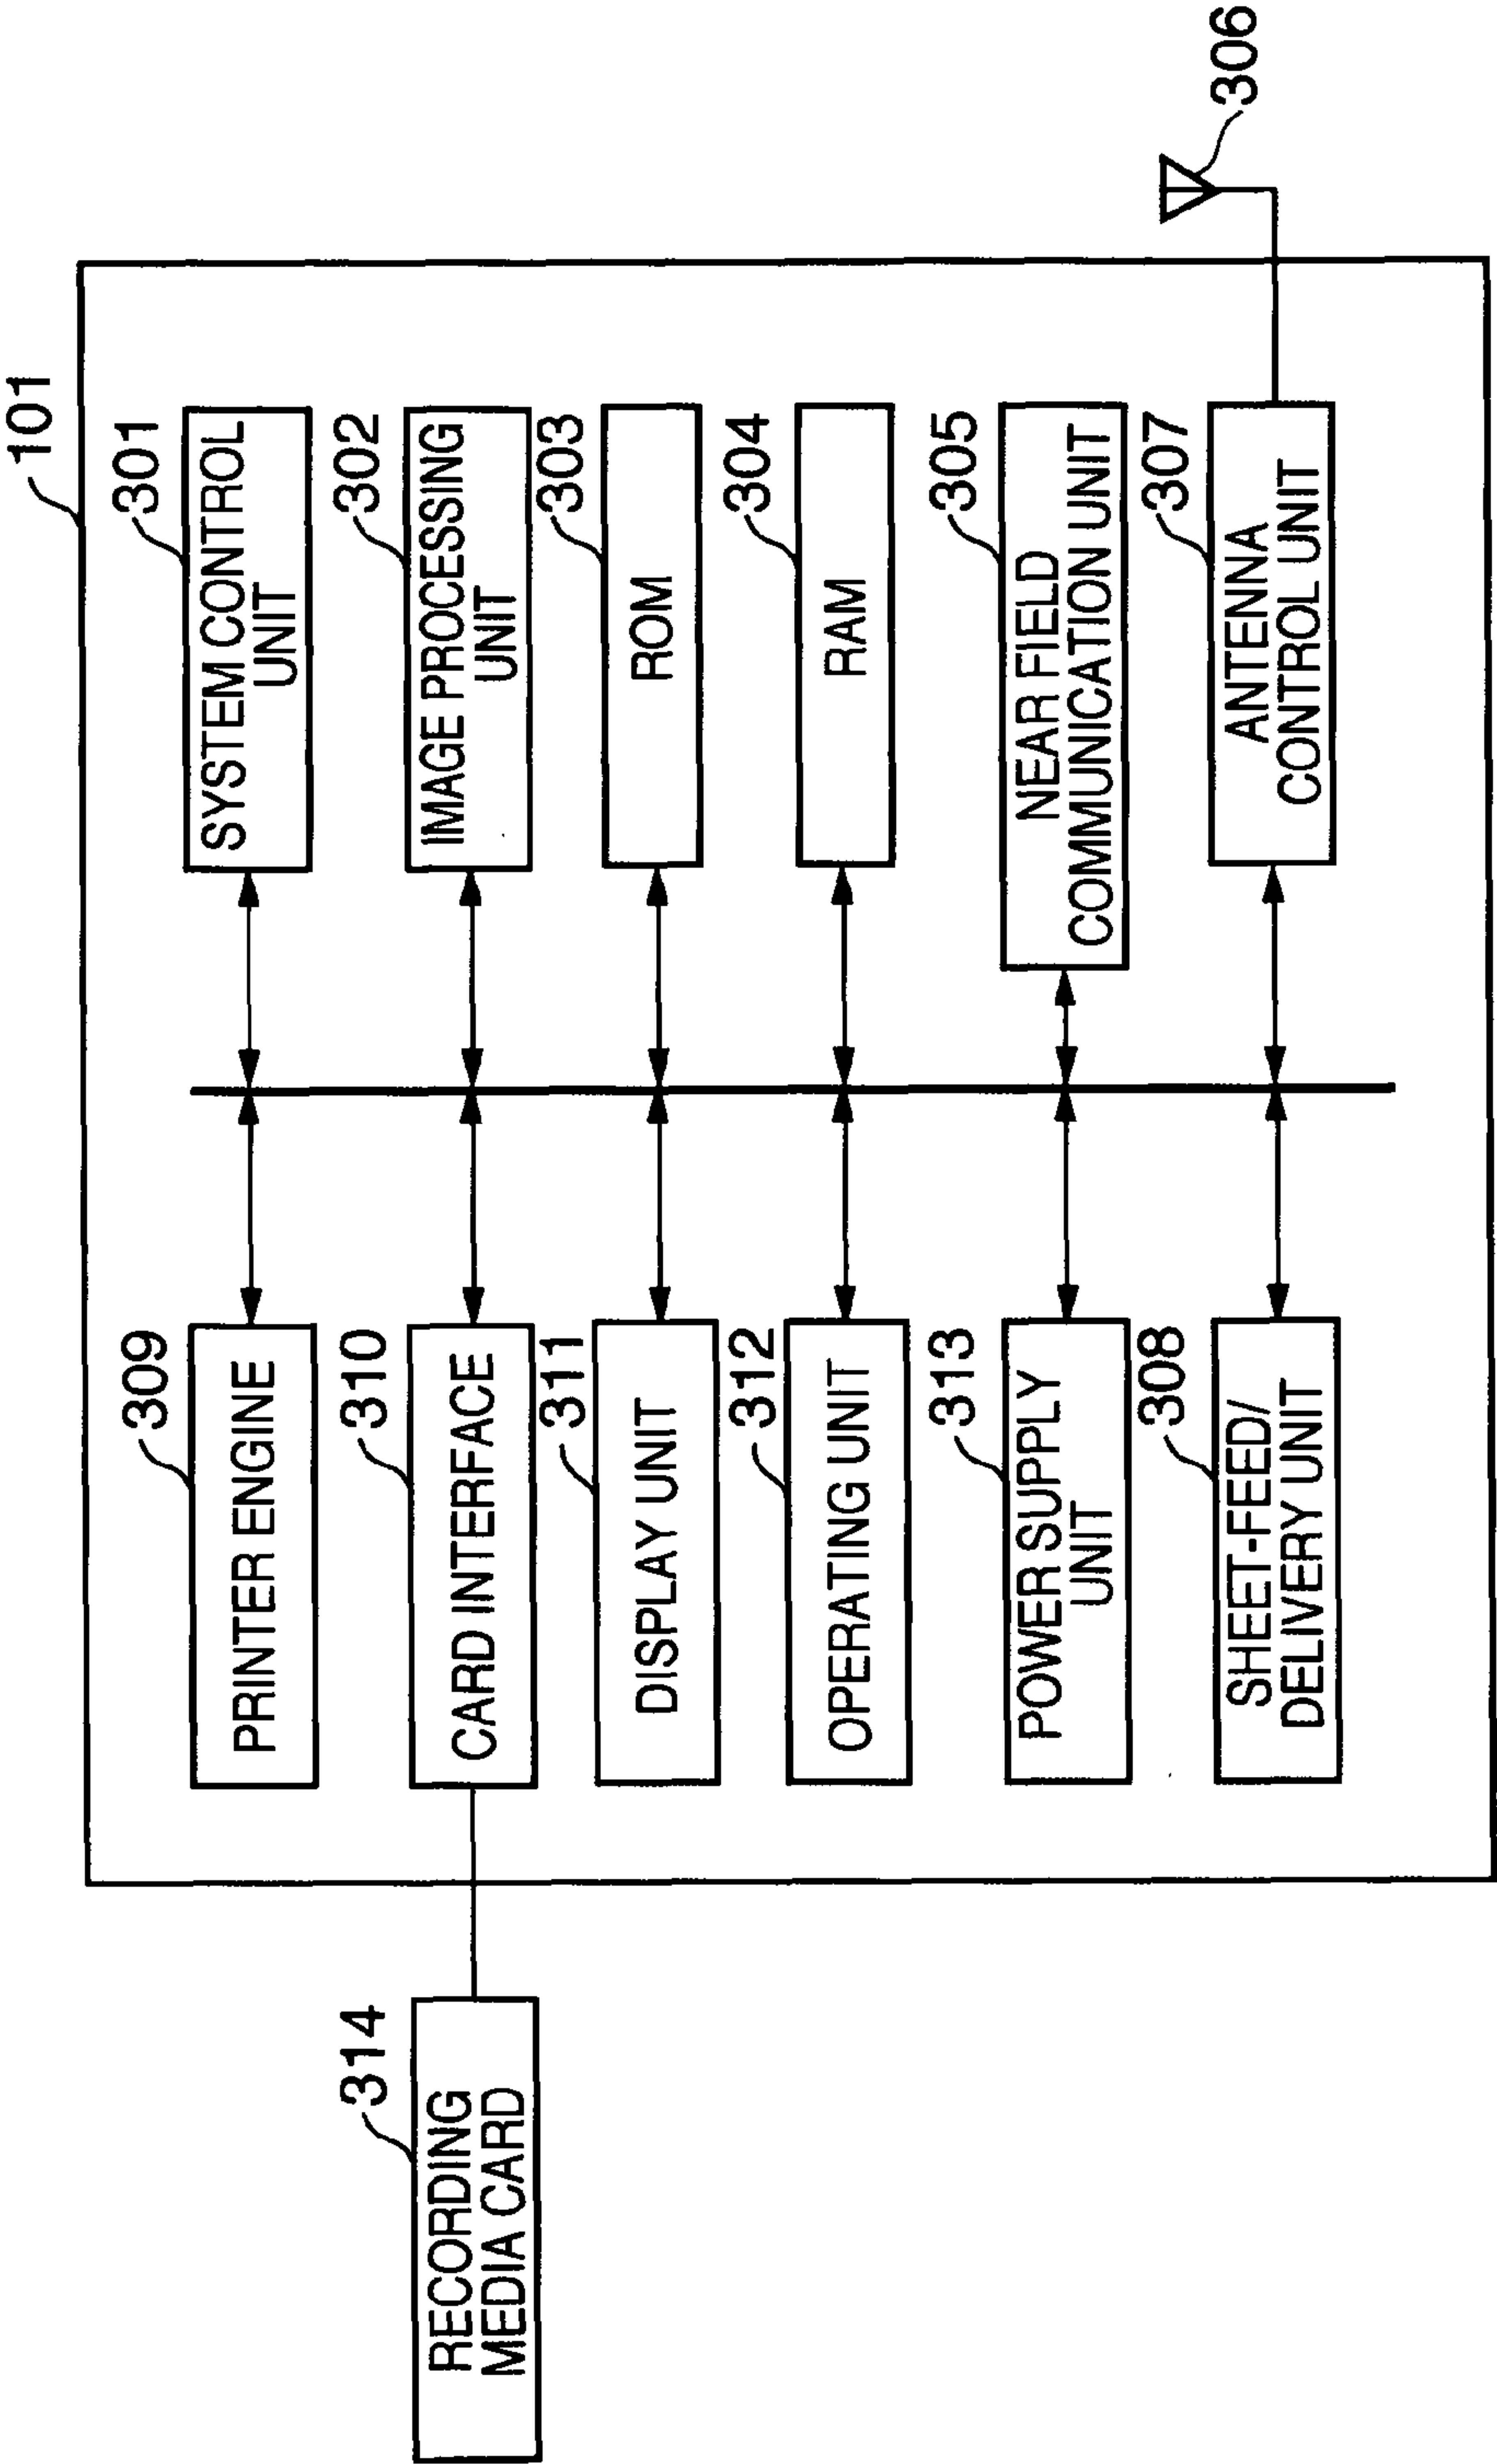 101
309
PRINTER ENGINE
301
SYSTEM CONTROL
UNIT
314
RECORDING
MEDIA CARD
310
CARD INTERFACE
302
IMAGE PROCESSING
UNIT
311
DISPLAY UNIT
303
ROM
312
OPERATING UNIT
304
RAM
313
POWER SUPPLY
UNIT
305
NEAR FIELD
COMMUNICATION UNIT
308
SHEET-FEED/
DELIVERY UNIT
307
ANTENNA
CONTROL UNIT
306